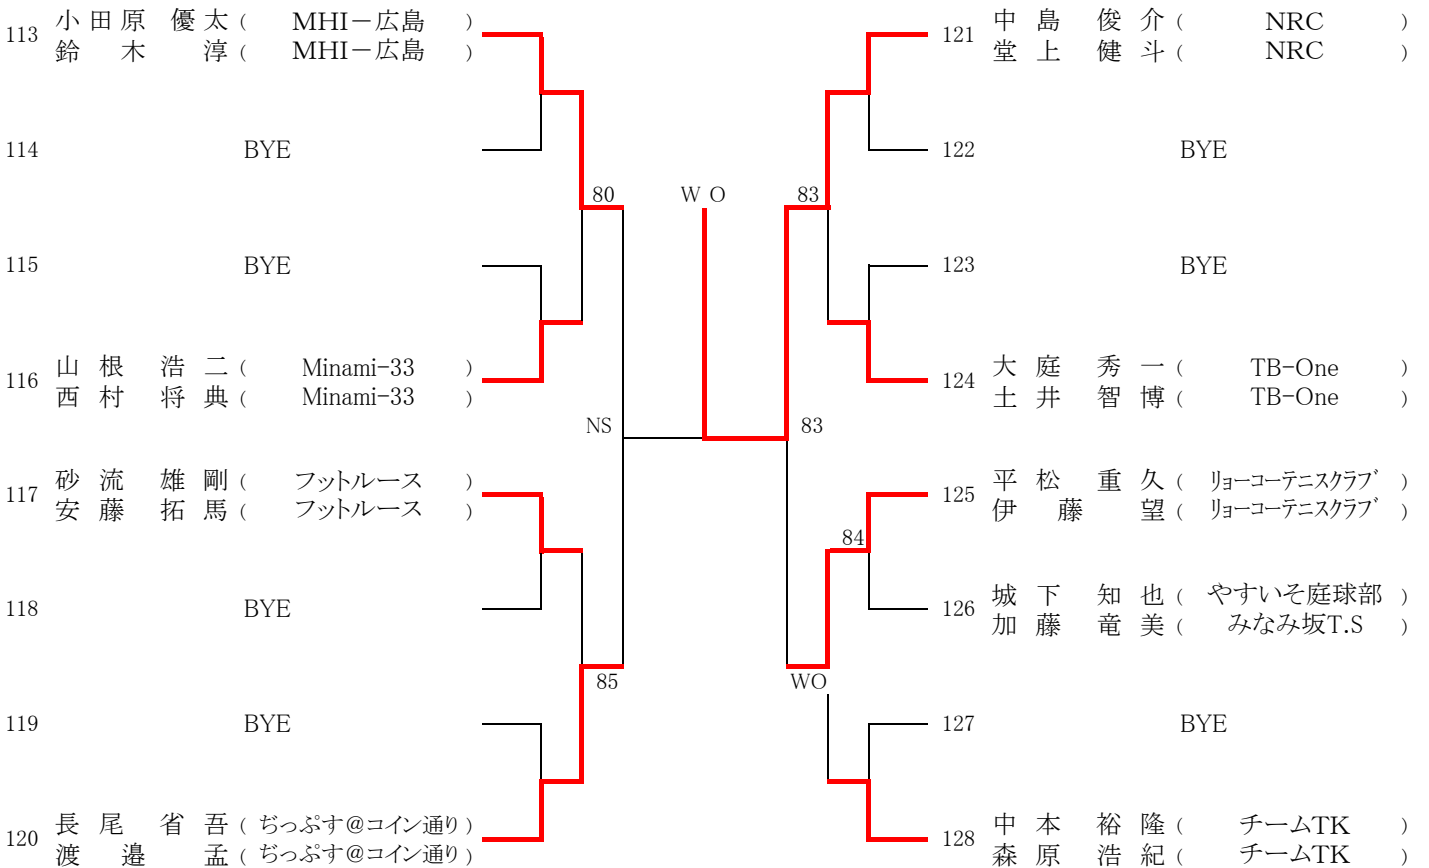 113 小田原 優太 ( MHI－広島 )
鈴木 淳 ( MHI－広島 )
114 BYE
80
115 BYE
116 山根 浩二 ( Minami-33 )
西村 将典 ( Minami-33 )
NS
117 砂流 雄剛 ( フットルース )
安藤 拓馬 ( フットルース )
118 BYE
85
119 BYE
120 長尾 省吾 ( ぢっぷす@コイン通り )
渡邉 孟 ( ぢっぷす@コイン通り )
W O
121 中島 俊介 ( NRC )
堂上 健斗 ( NRC )
122 BYE
83
123 BYE
124 大庭 秀一 ( TB-One )
土井 智博 ( TB-One )
83
125 平松 重久 ( リョーコーテニスクラブ )
伊藤 望 ( リョーコーテニスクラブ )
84
126 城下 知也 ( やすいそ庭球部 )
加藤 竜美 ( みなみ坂T.S )
WO
127 BYE
128 中本 裕隆 ( チームTK )
森原 浩紀 ( チームTK )